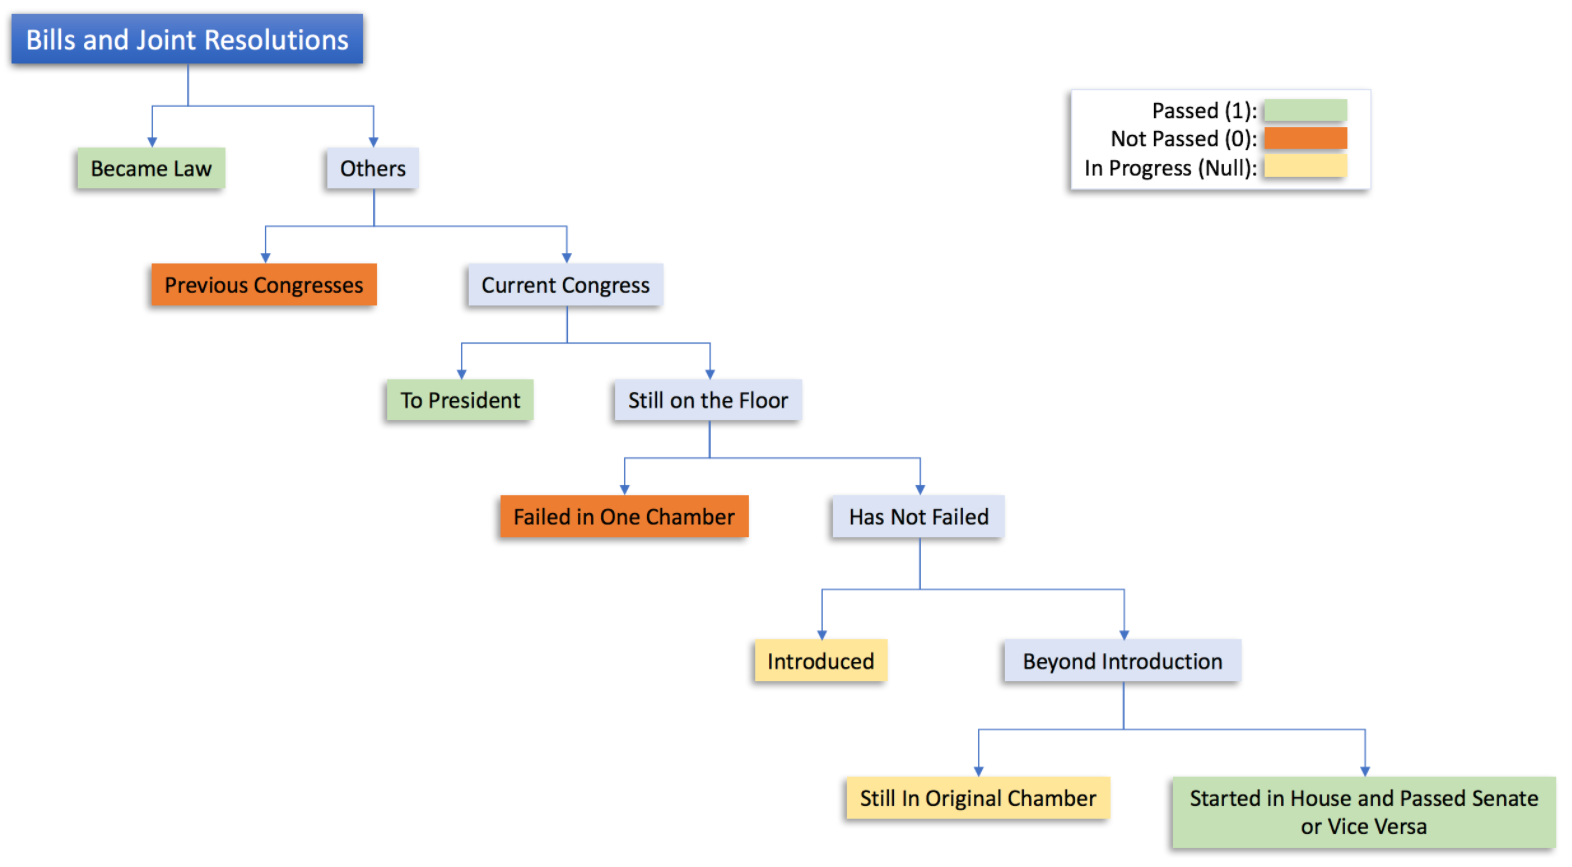 Bills and Joint Resolutions
Passed (1):
Not Passed (0):
In Progress (Null):
Became Law
Others
Previous Congresses
Current Congress
To President
Still on the Floor
Failed in One Chamber
Has Not Failed
Introduced
Beyond Introduction
Still In Original Chamber
Started in House and Passed Senate
or Vice Versa